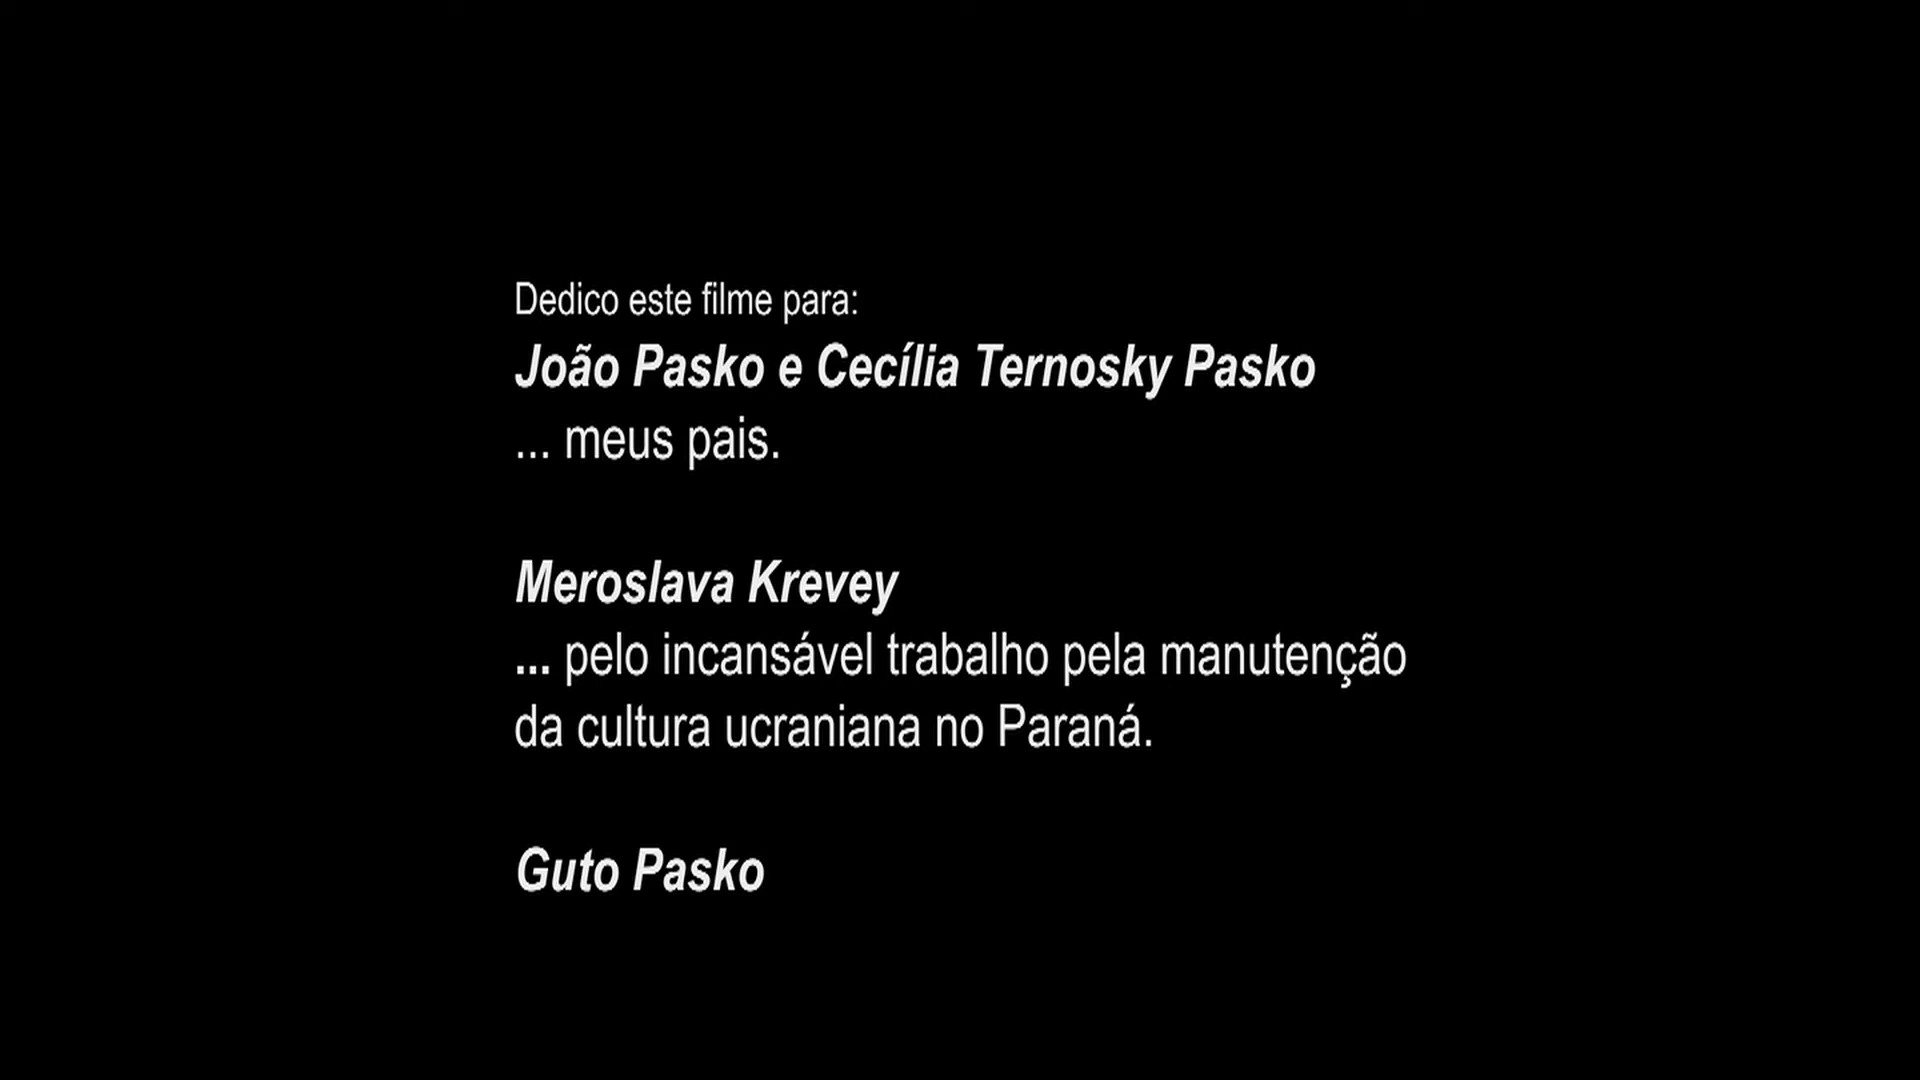 Dedico este filme para:
João Pasko e Cecília Ternosky Pasko
... meus pais.
Meroslava Krevey
... pelo incansável trabalho pela manutenção
da cultura ucraniana no Paraná.
Guto Pasko